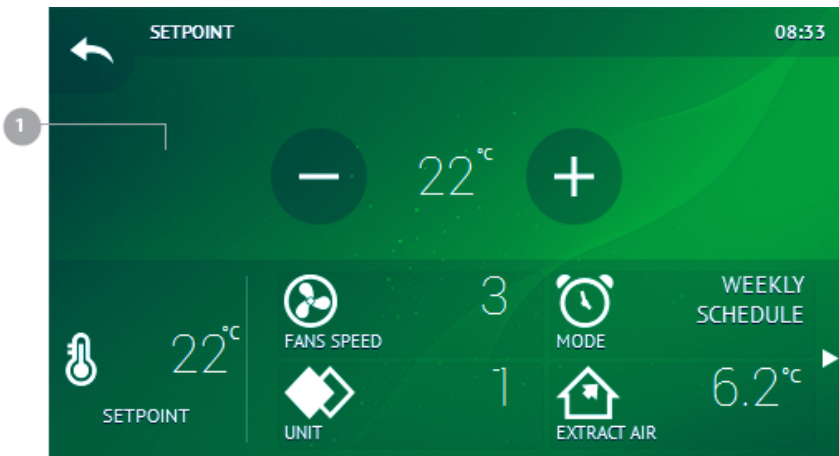 SETPOINT
08:33
1
22°C
3
WEEKLY
SCHEDULE
FANS SPEED
MODE
22°C
SETPOINT
1
6.2°C
UNIT
EXTRACT AIR